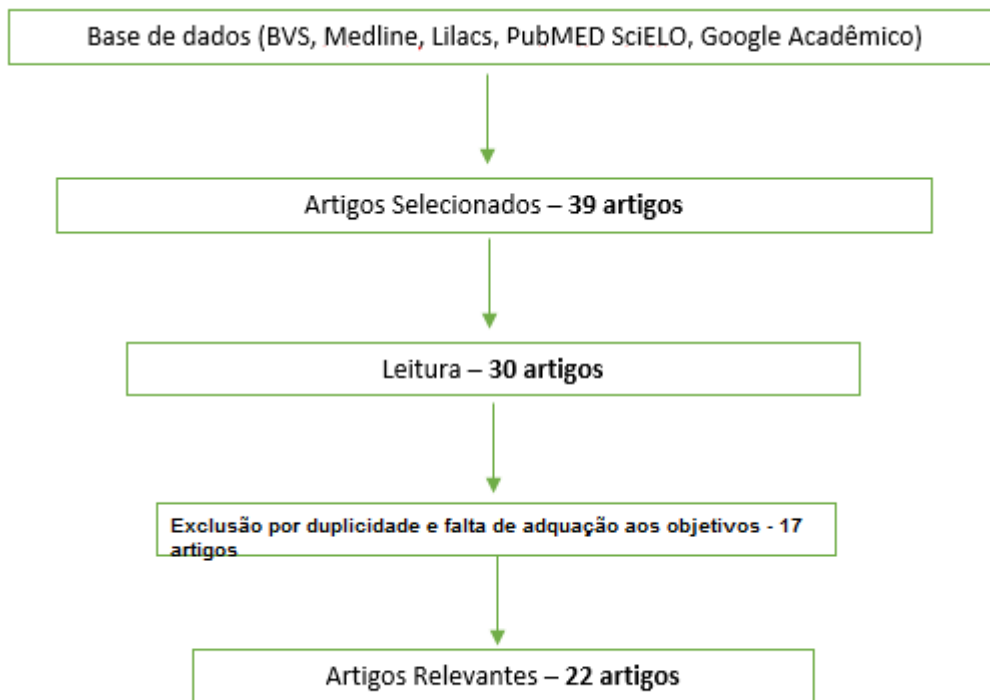 Base de dados (BVS, Medline, Lilacs, PubMED SciELO, Google Acadêmico)
Artigos Selecionados – 39 artigos
Leitura – 30 artigos
Exclusão por duplicidade e falta de adquação aos objetivos - 17
artigos
Artigos Relevantes – 22 artigos